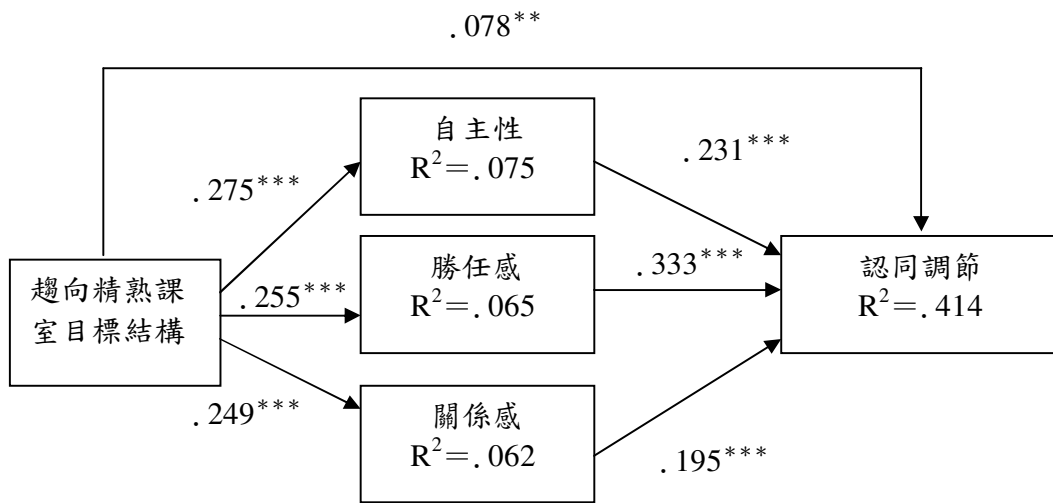 .078**
自主性
R²＝.075
.275***
.231***
趨向精熟課
室目標結構
.255***
勝任感
R²＝.065
.333***
認同調節
R²＝.414
.249***
關係感
R²＝.062
.195***